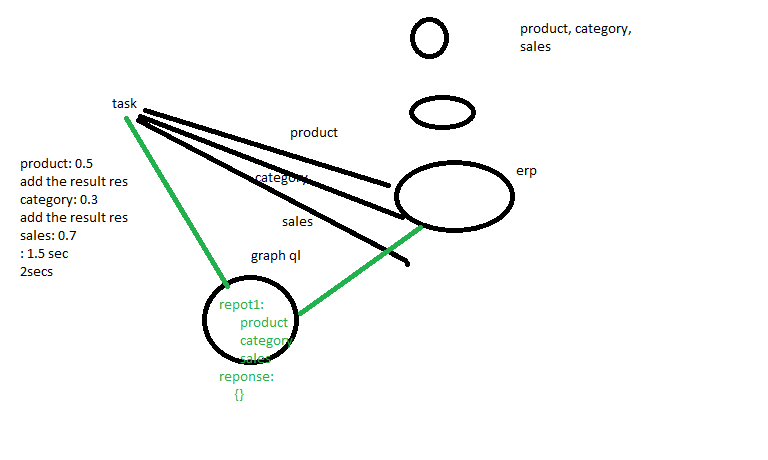 product, category,
sales
task
product
product: 0.5
add the result res
category: 0.3
add the result res
sales: 0.7
: 1.5 sec
2secs
category
erp
sales
graph ql
repot1:
product
category
sales
reponse:
{}